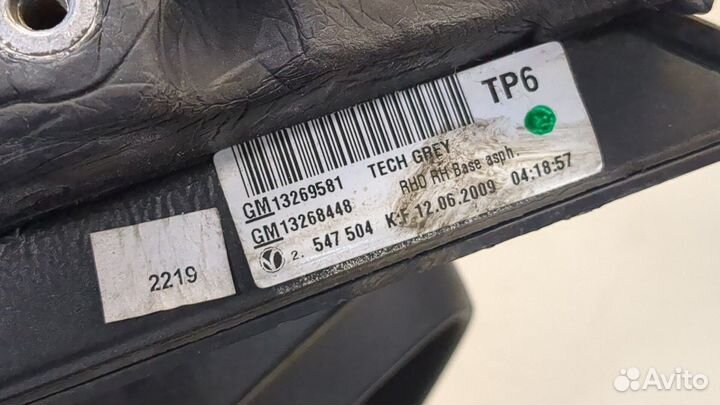 TP6
GM13269581 TECH GREY
GM13268448 RHD RH Base asph.
2. 547 504 K.F. 12.06.2009 04:18:57
2219
Avito